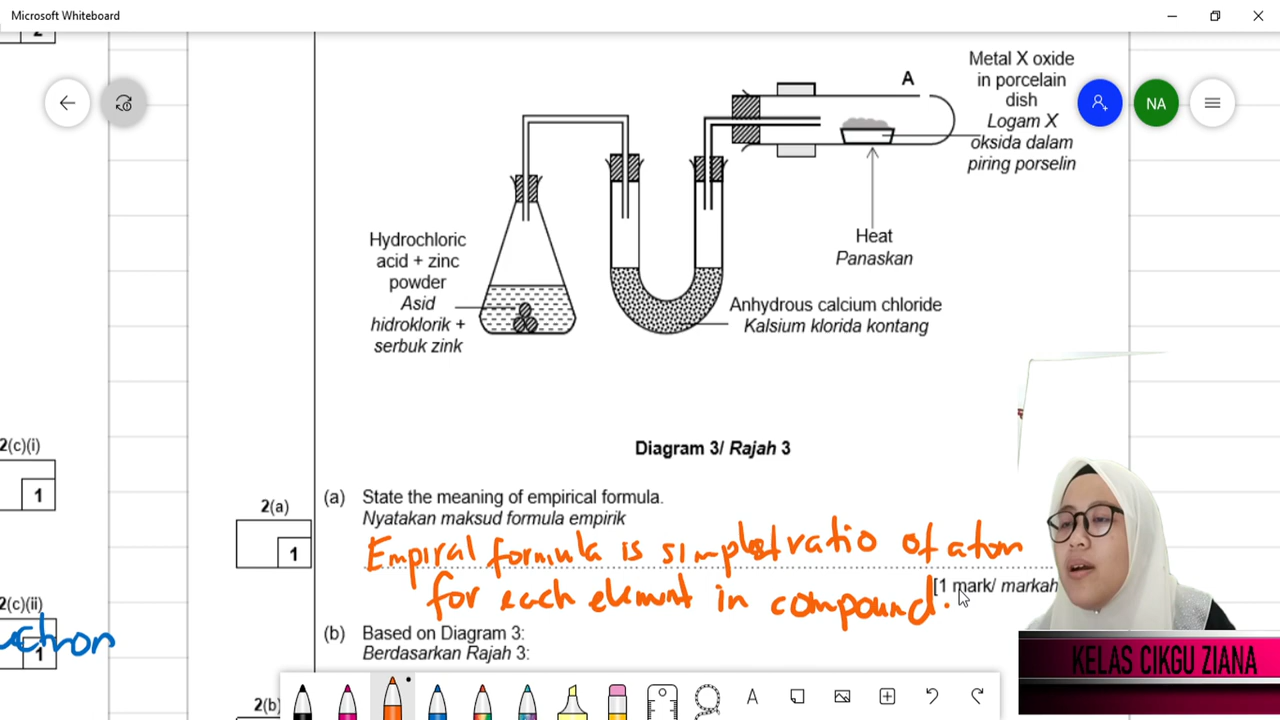 Microsoft Whiteboard
NA
A
Metal X oxide
in porcelain
dish
Logam X
oksida dalam
piring porselin
Heat
Panaskan
Hydrochloric
acid + zinc
powder
Asid
hidroklorik +
serbuk zink
Anhydrous calcium chloride
Kalsium klorida kontang
Diagram 3/ Rajah 3
2(c)(i)
1
2(a)
1
(a) State the meaning of empirical formula.
Nyatakan maksud formula empirik
Empiral formula is simplest ratio of atom
for each element in compound.
[1 mark/ markah
2(c)(ii)
1
(b) Based on Diagram 3:
Berdasarkan Rajah 3:
2(b)
A
KELAS CIKGU ZIANA